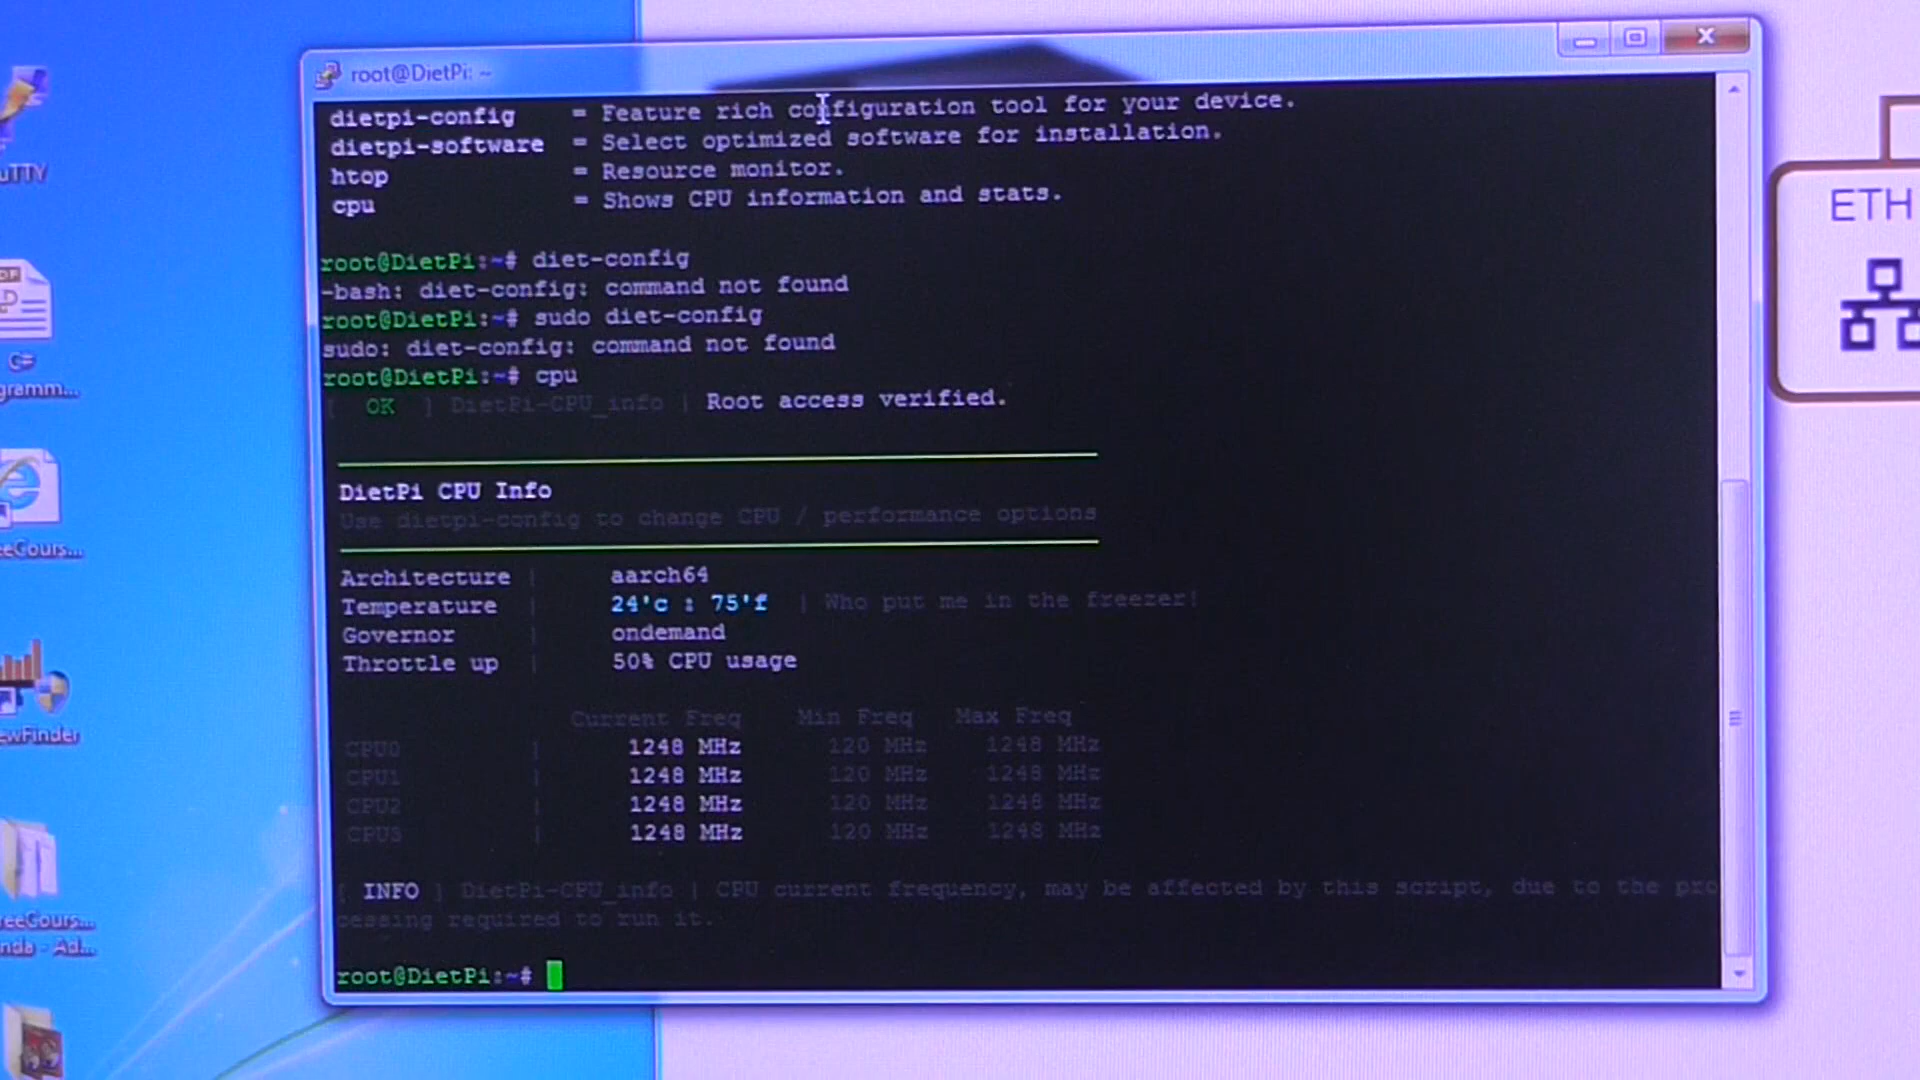 root@DietPi: ~
dietpi-config = Feature rich configuration tool for your device.
dietpi-software = Select optimized software for installation.
htop = Resource monitor.
cpu = Shows CPU information and stats.
root@DietPi:~# diet-config
-bash: diet-config: command not found
root@DietPi:~# sudo diet-config
sudo: diet-config: command not found
root@DietPi:~# cpu
[ OK ] DietPi-CPU_info | Root access verified.
DietPi CPU Info
Use dietpi-config to change CPU / performance options
Architecture | aarch64
Temperature | 24'c : 75'f | Who put me in the freezer!
Governor | ondemand
Throttle up | 50% CPU usage
Current Freq Min Freq Max Freq
CPU0 | 1248 MHz 120 MHz 1248 MHz
CPU1 | 1248 MHz 120 MHz 1248 MHz
CPU2 | 1248 MHz 120 MHz 1248 MHz
CPU3 | 1248 MHz 120 MHz 1248 MHz
[ INFO ] DietPi-CPU_info | CPU current frequency, may be affected by this script, due to the pro
cessing required to run it.
root@DietPi:~#
uTTY
C#
gramm...
eeCours...
ewFinder
reeCours...
nda - Ad...
ETH